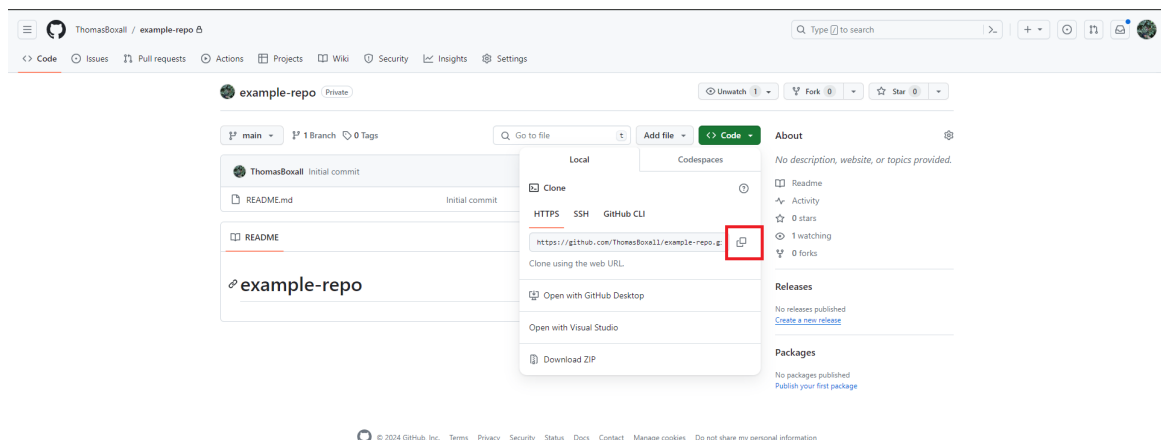 ThomasBoxall / example-repo
Type / to search
Code Issues Pull requests Actions Projects Wiki Security Insights Settings
example-repo Private
Unwatch 1 Fork 0 Star 0
main 1 Branch 0 Tags
Go to file t
Add file Code
ThomasBoxall Initial commit
README.md Initial commit
README
example-repo
Local Codespaces
Clone
HTTPS SSH GitHub CLI
https://github.com/ThomasBoxall/example-repo.g
Clone using the web URL.
Open with GitHub Desktop
Open with Visual Studio
Download ZIP
About
No description, website, or topics provided.
Readme
Activity
0 stars
1 watching
0 forks
Releases
No releases published
Create a new release
Packages
No packages published
Publish your first package
© 2024 GitHub, Inc. Terms Privacy Security Status Docs Contact Manage cookies Do not share my personal information